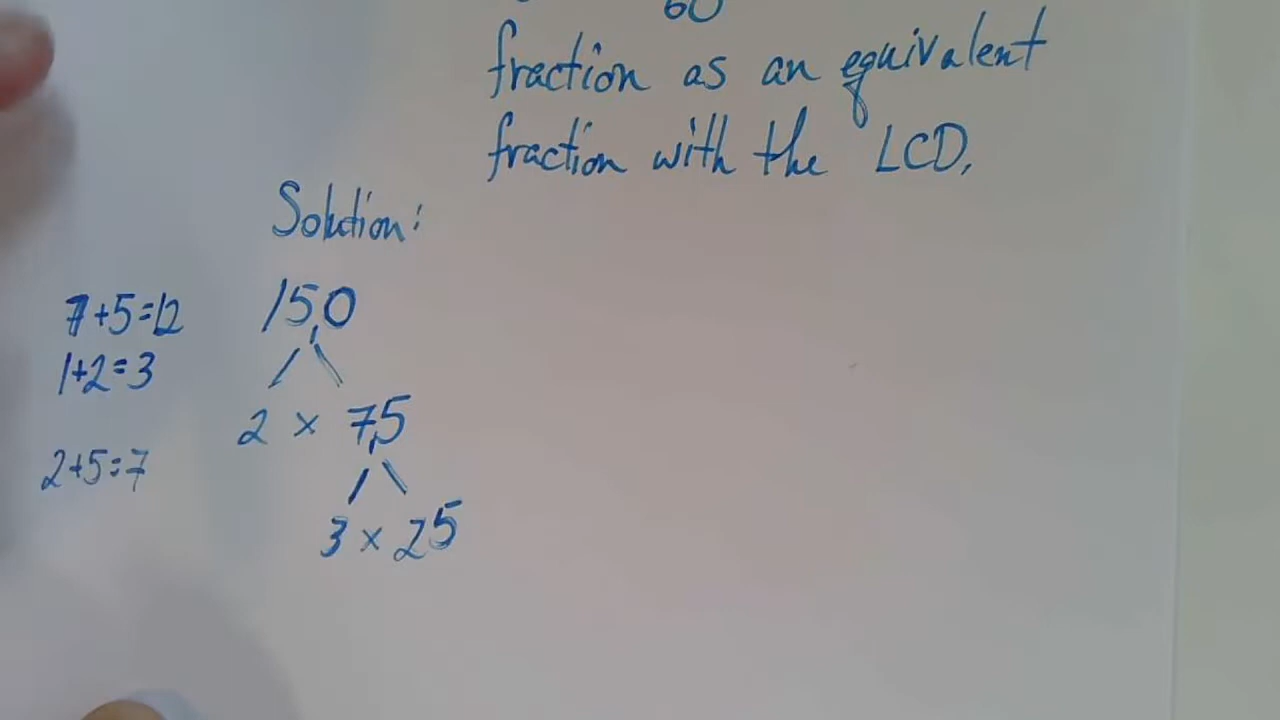 60
fraction as an equivalent
fraction with the LCD.
Solution:
7+5=12
150
1+2=3
2 × 75
2+5=7
3 × 25